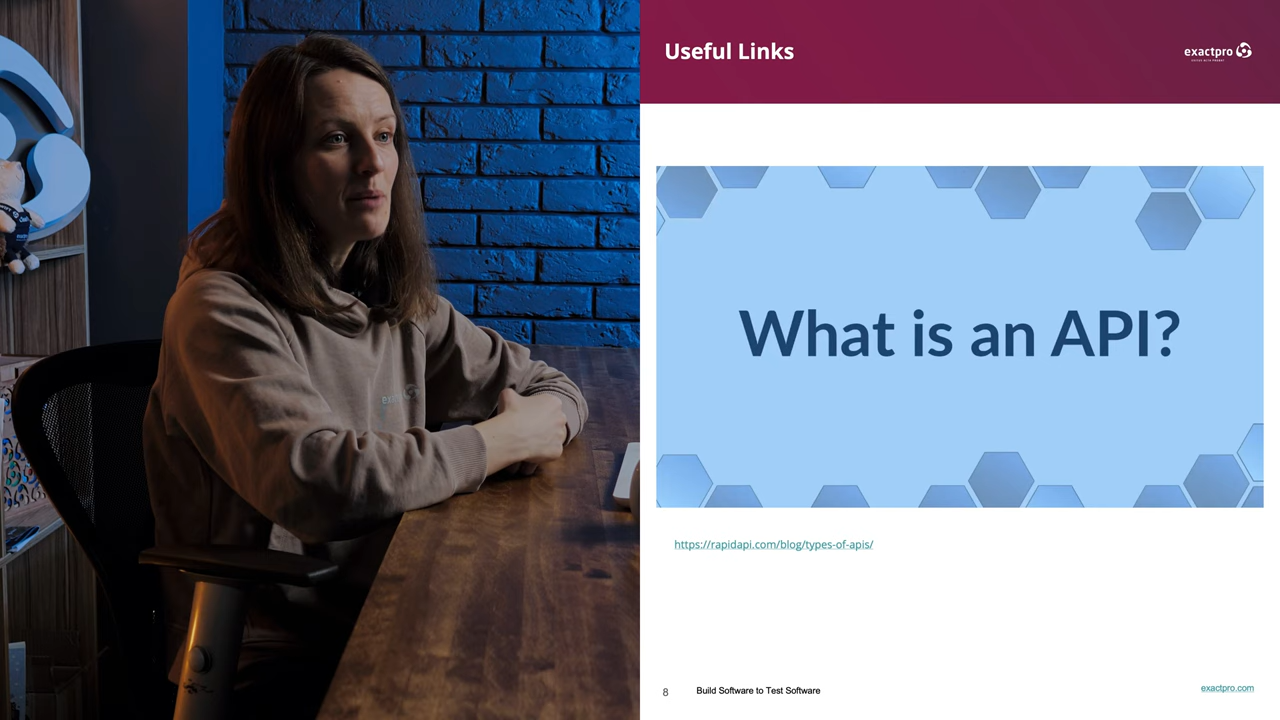 Useful Links
exactpro
What is an API?
https://rapidapi.com/blog/types-of-apis/
8
Build Software to Test Software
exactpro.com